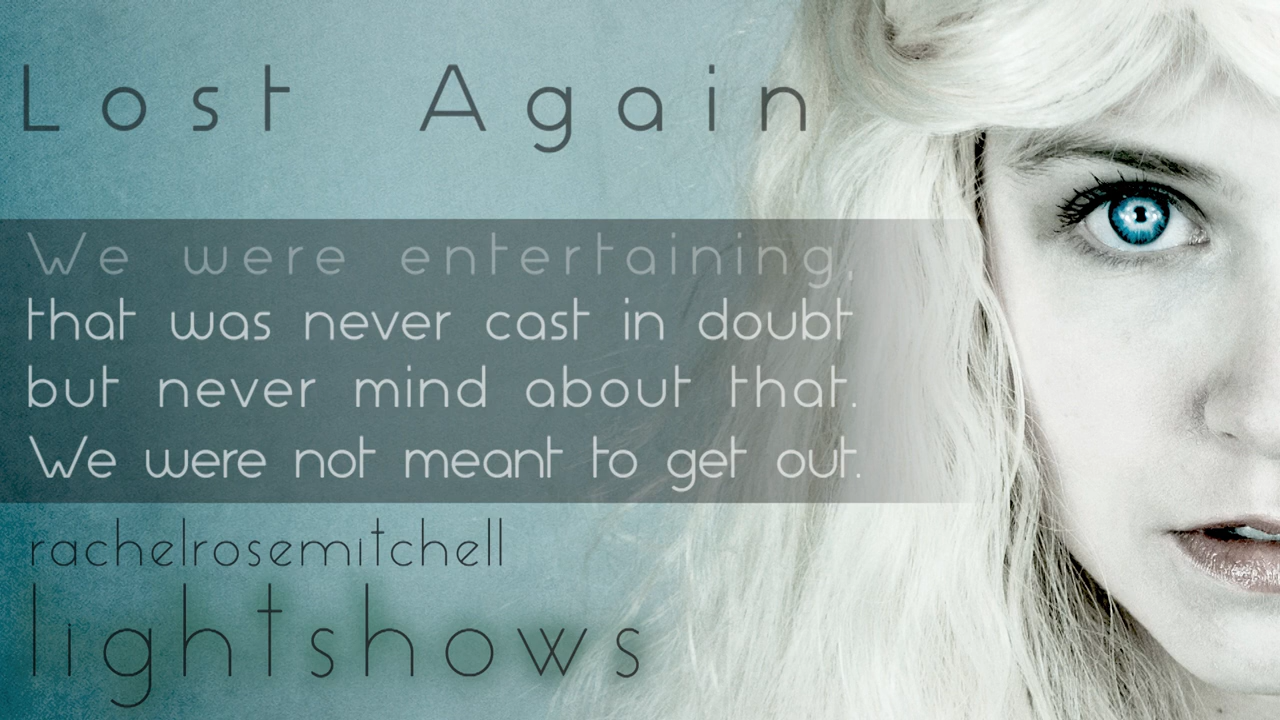 Lost Again
We were entertaining,
that was never cast in doubt
but never mind about that.
We were not meant to get out.
rachelrosemitchell
lightshows